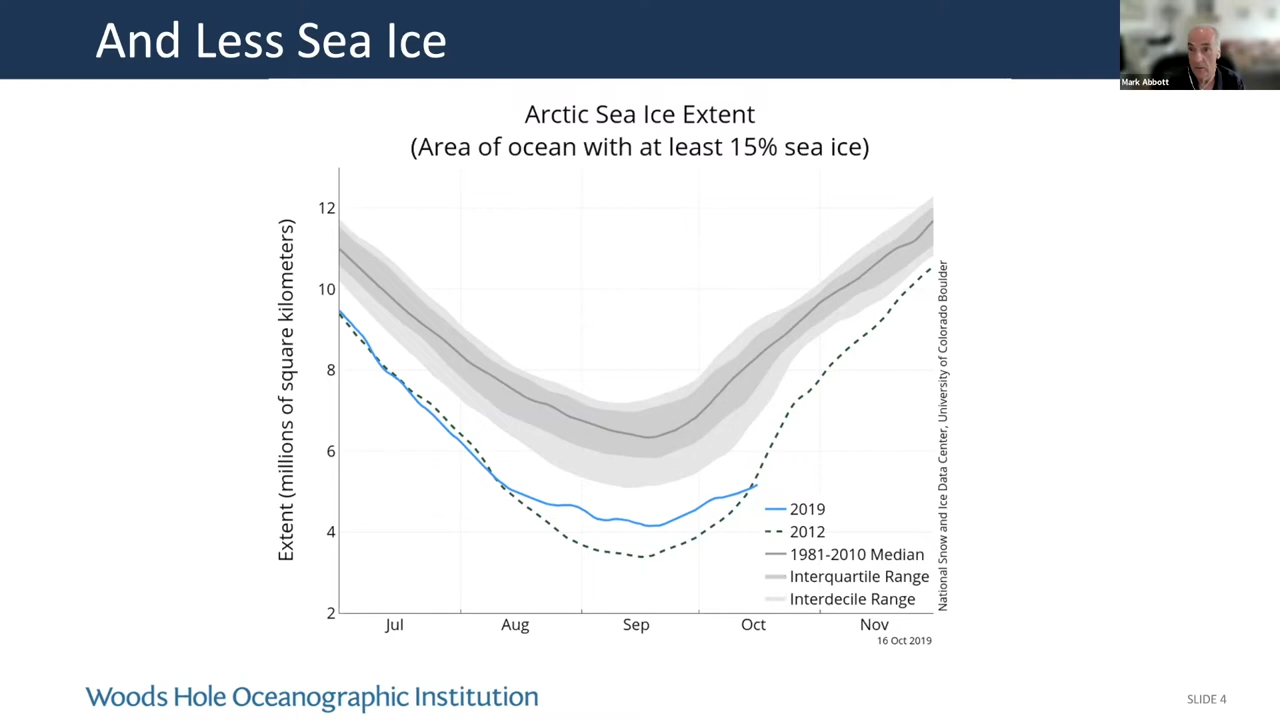 And Less Sea Ice
Mark Abbott
Arctic Sea Ice Extent
(Area of ocean with at least 15% sea ice)
Extent (millions of square kilometers)
12
10
8
6
4
2
Jul Aug Sep Oct Nov
2019
2012
1981-2010 Median
Interquartile Range
Interdecile Range
National Snow and Ice Data Center, University of Colorado Boulder
16 Oct 2019
Woods Hole Oceanographic Institution
SLIDE 4